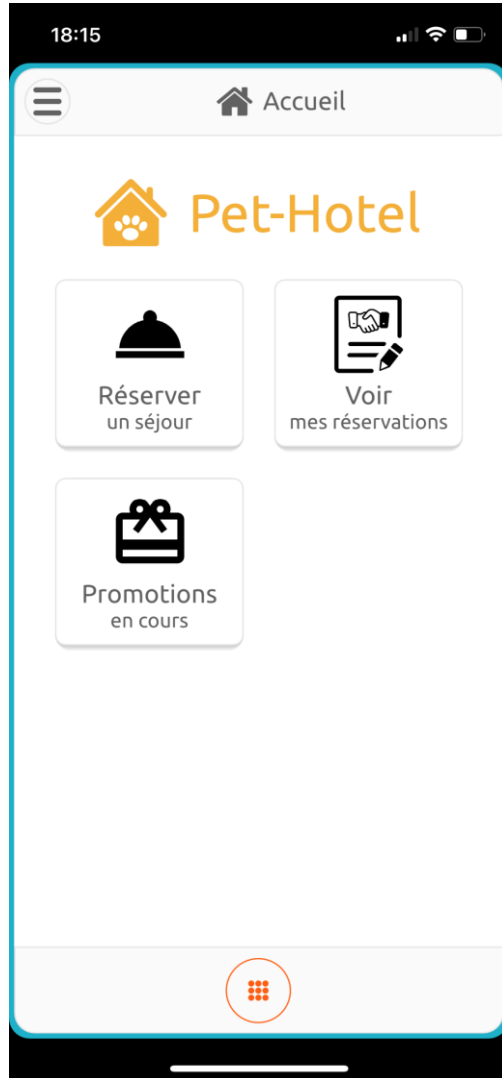 18:15
Accueil
Pet-Hotel
Réserver
un séjour
Voir
mes réservations
Promotions
en cours